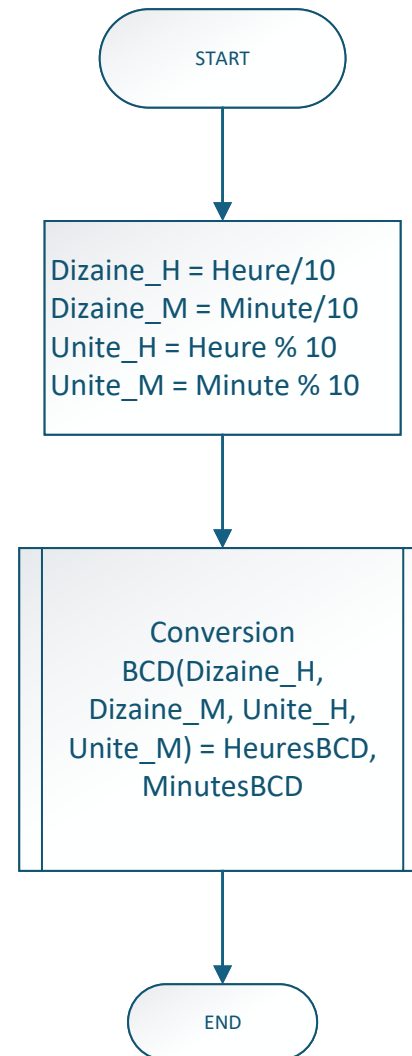 START
Dizaine_H = Heure/10
Dizaine_M = Minute/10
Unite_H = Heure % 10
Unite_M = Minute % 10
Conversion
BCD(Dizaine_H,
Dizaine_M, Unite_H,
Unite_M) = HeuresBCD,
MinutesBCD
END